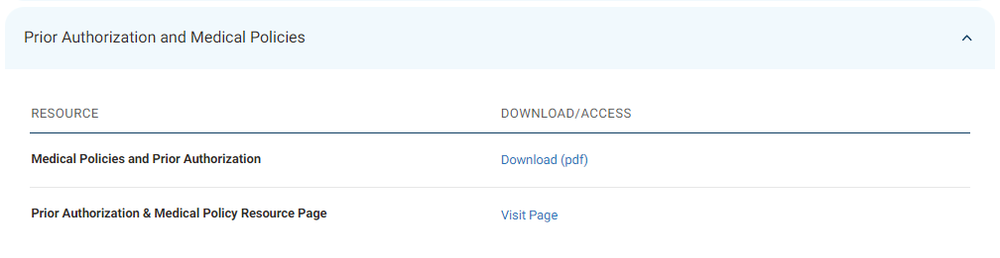 Prior Authorization and Medical Policies
RESOURCE DOWNLOAD/ACCESS
Medical Policies and Prior Authorization Download (pdf)
Prior Authorization & Medical Policy Resource Page Visit Page